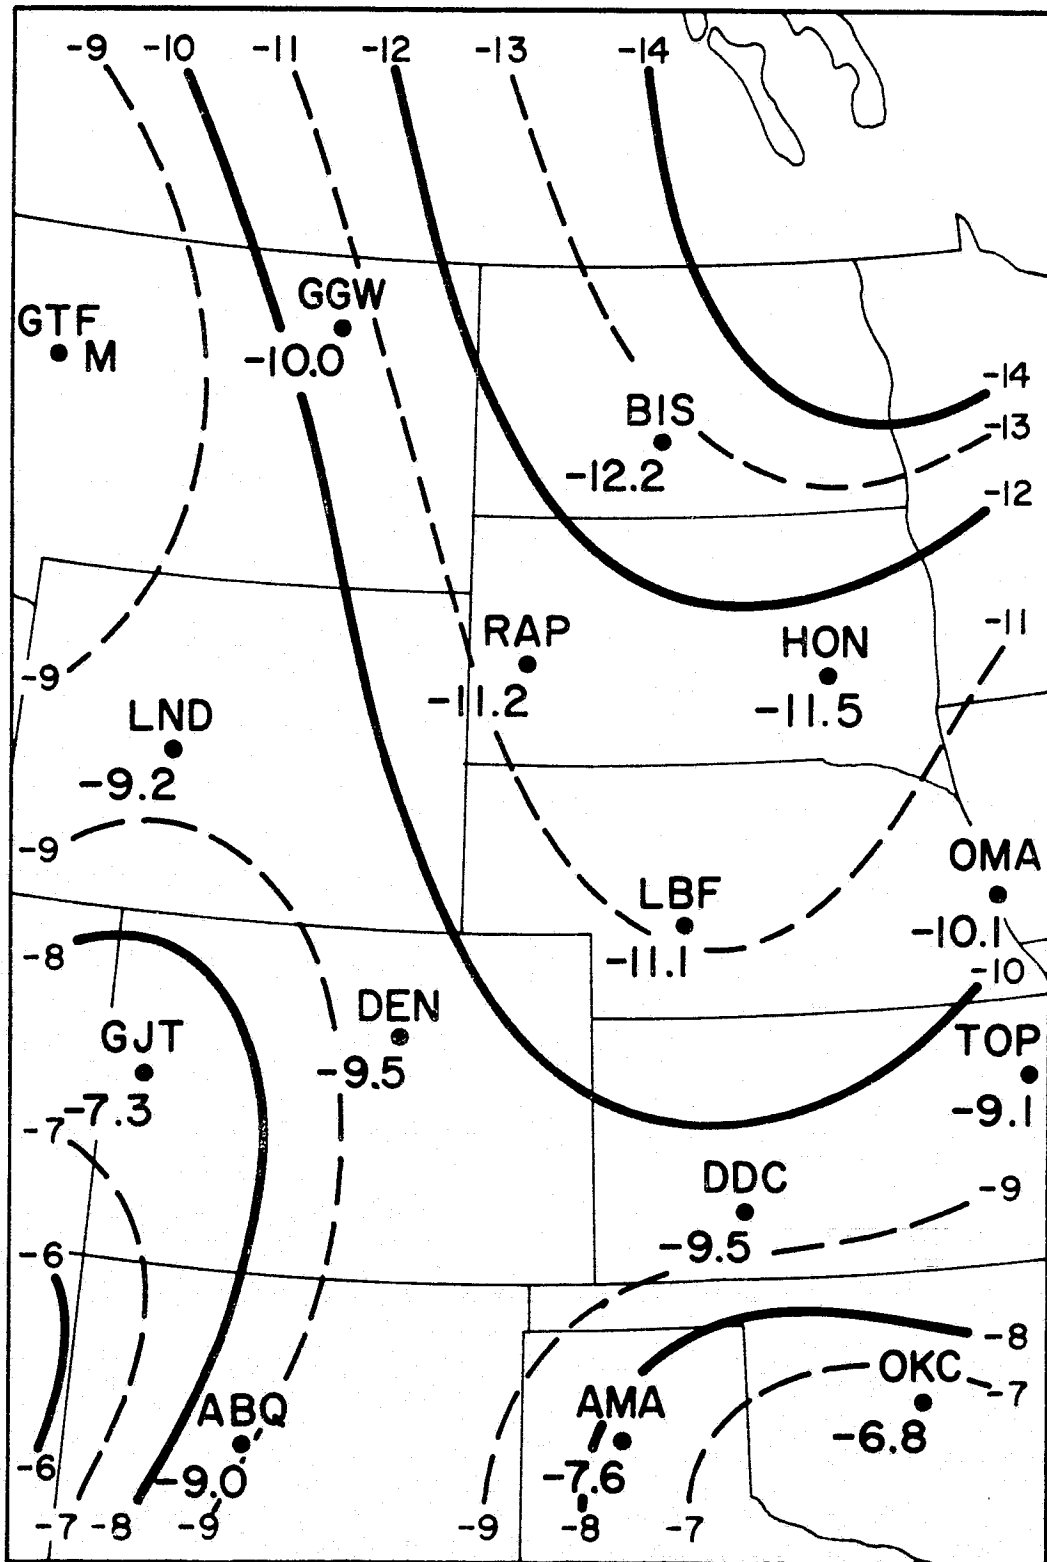 -9 -10 -11 -12 -13 -14
GGW
GTF
M
-10.0
-14
BIS
-13
-12.2
-12
RAP
HON
-11
-9
-11.2
-11.5
LND
-9.2
-9
OMA
LBF
-10.1
-11.1
-8
-10
DEN
GJT
TOP
-9.5
-7.3
-9.1
-7
DDC
-9
-9.5
-6
-8
OKC
-7
ABQ
AMA
-6.8
-6
-9.0
-7.6
-7 -8 -9 -9 -8 -7